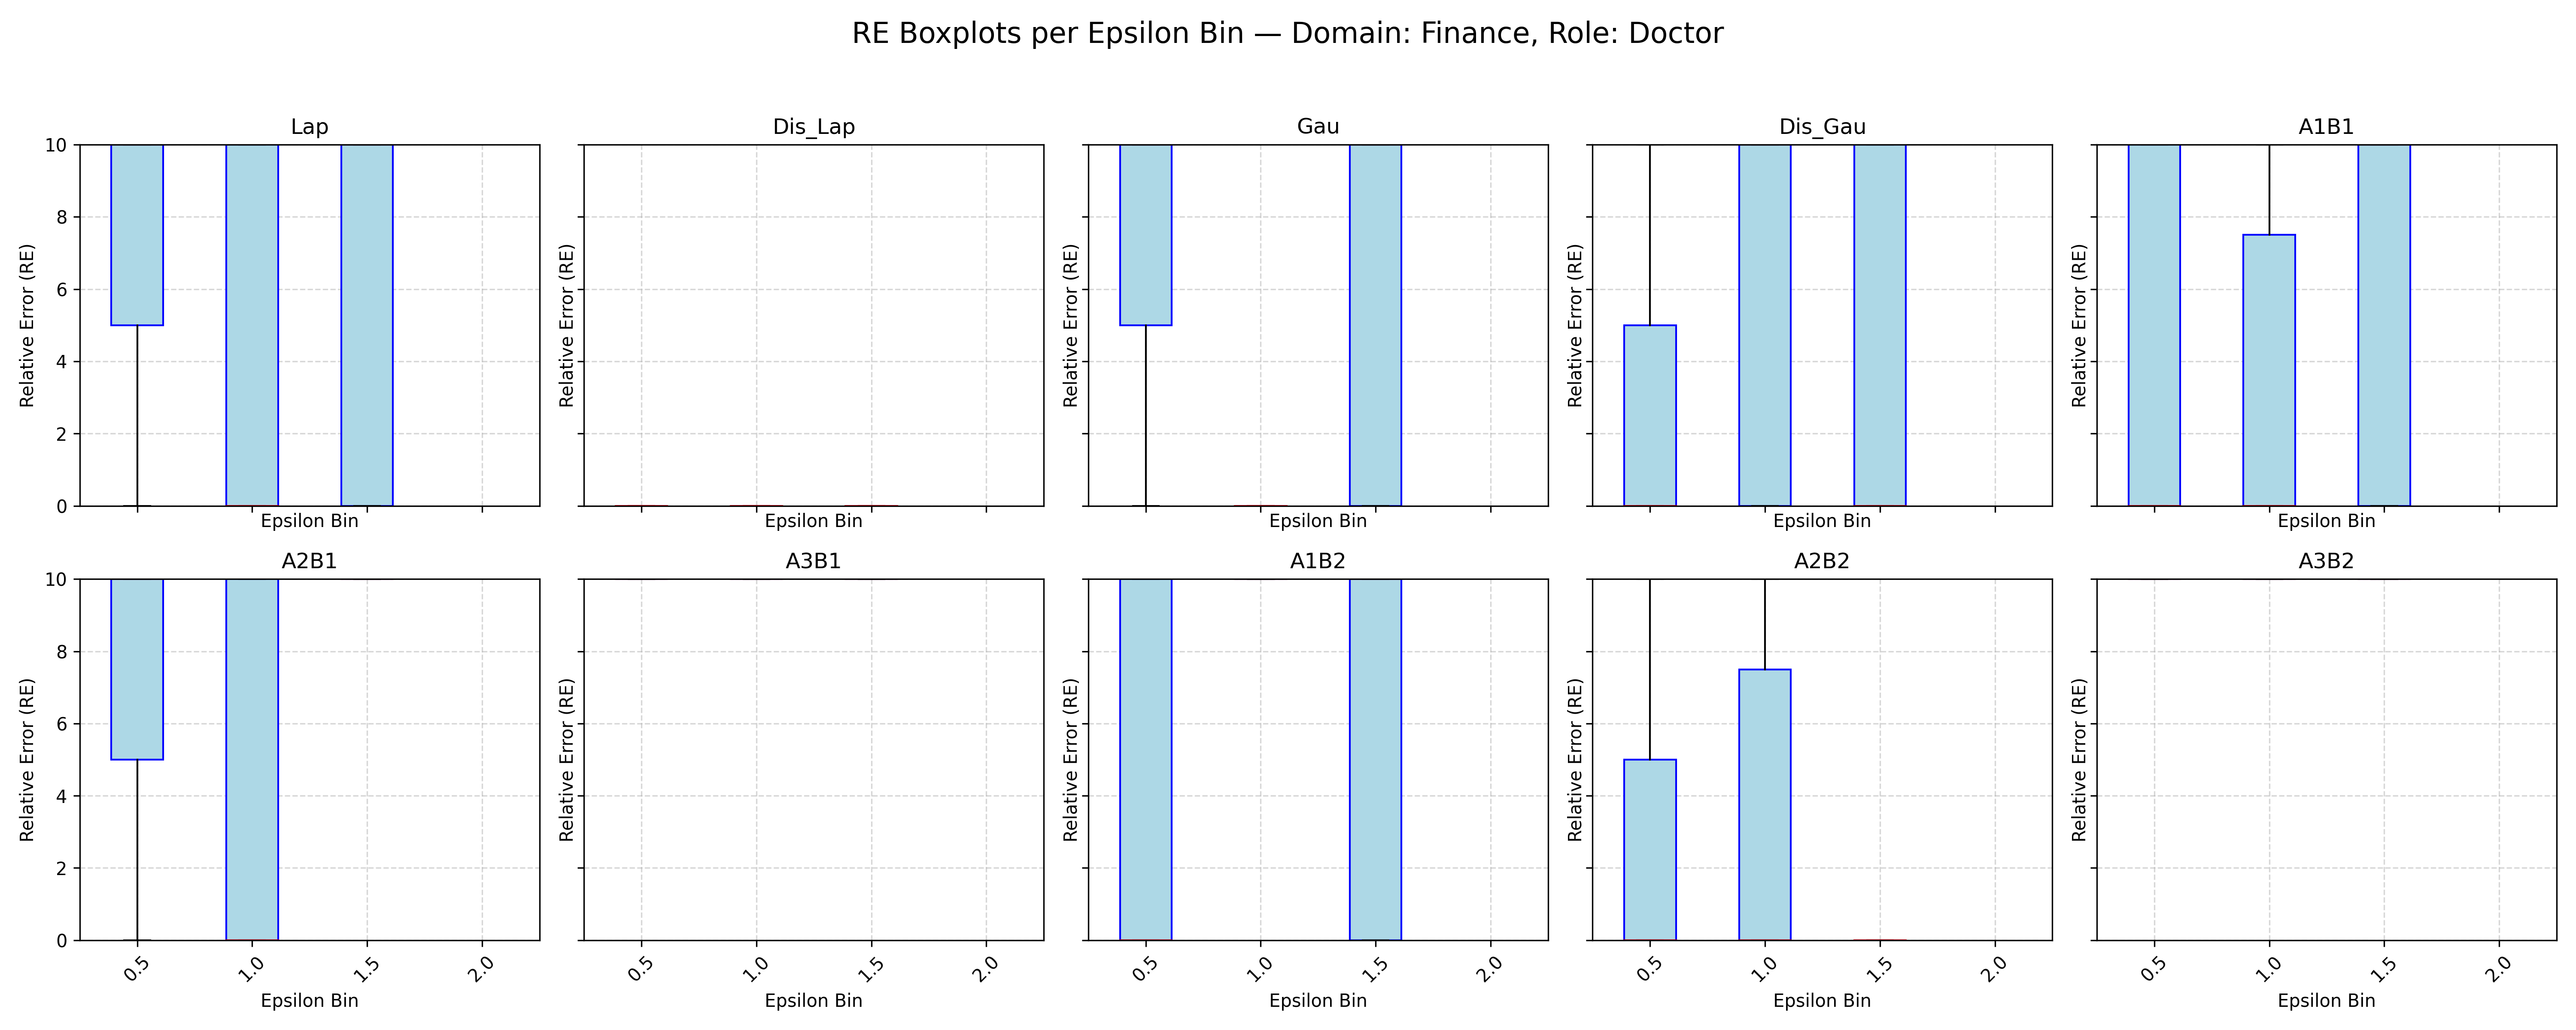 RE Boxplots per Epsilon Bin — Domain: Finance, Role: Doctor
Lap
Dis_Lap
Gau
Dis_Gau
A1B1
10
8
6
4
2
0
Relative Error (RE)
Relative Error (RE)
Relative Error (RE)
Relative Error (RE)
Relative Error (RE)
Epsilon Bin
Epsilon Bin
Epsilon Bin
Epsilon Bin
Epsilon Bin
A2B1
A3B1
A1B2
A2B2
A3B2
10
8
6
4
2
0
Relative Error (RE)
Relative Error (RE)
Relative Error (RE)
Relative Error (RE)
Relative Error (RE)
0.5 1.0 1.5 2.0
0.5 1.0 1.5 2.0
0.5 1.0 1.5 2.0
0.5 1.0 1.5 2.0
0.5 1.0 1.5 2.0
Epsilon Bin
Epsilon Bin
Epsilon Bin
Epsilon Bin
Epsilon Bin